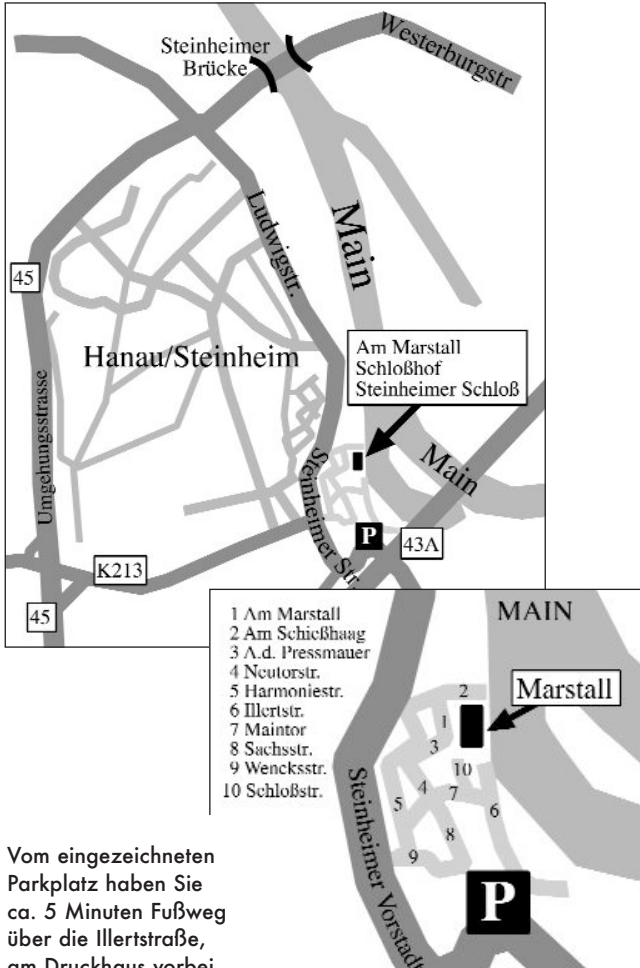 Steinheimer
Brücke
Westerburgstr
Main
Ludwigstr.
45
Hanau/Steinheim
Am Marstall
Schloßhof
Steinheimer Schloß
Umgehungsstrasse
Main
Steinheimer Str.
P
43A
K213
45
1 Am Marstall
2 Am Schießhaag
3 A.d. Pressmauer
4 Neutorstr.
5 Harmoniestr.
6 Illertstr.
7 Maintor
8 Sachsstr.
9 Wencksstr.
10 Schloßstr.
MAIN
Marstall
2
1
3
10
4
7
5
6
8
9
Steinheimer Vorstadt
P
Vom eingezeichneten
Parkplatz haben Sie
ca. 5 Minuten Fußweg
über die Illertstraße,
am Druckhaus vorbei